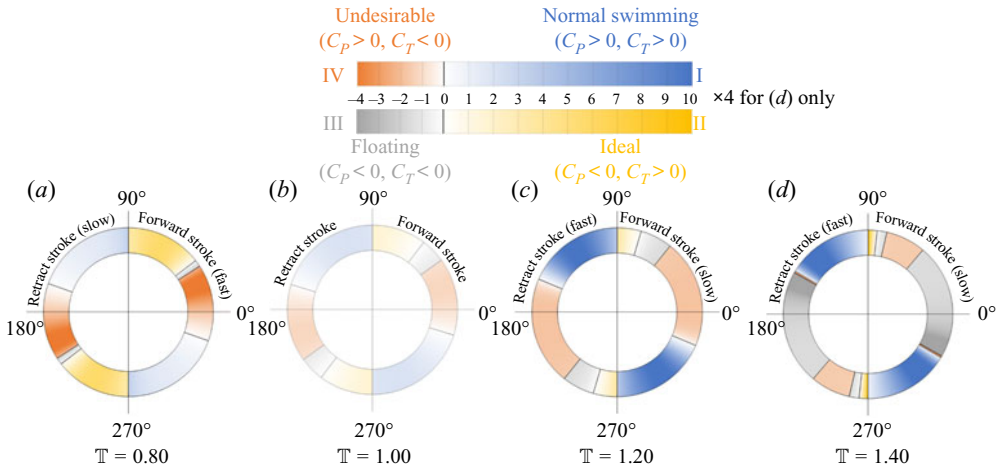 Undesirable Normal swimming
(C_P > 0, C_T < 0) (C_P > 0, C_T > 0)
IV I
–4 –3 –2 –1 0 1 2 3 4 5 6 7 8 9 10 ×4 for (d) only
III II
Floating Ideal
(C_P < 0, C_T < 0) (C_P < 0, C_T > 0)
(a) (b) (c) (d)
90° 90° 90° 90°
Retract stroke (slow) Forward stroke (fast) Retract stroke Forward stroke Retract stroke (fast) Forward stroke (slow) Retract stroke (fast) Forward stroke (slow)
180° 0° 180° 0° 180° 0° 180° 0°
270° 270° 270° 270°
𝕋 = 0.80 𝕋 = 1.00 𝕋 = 1.20 𝕋 = 1.40